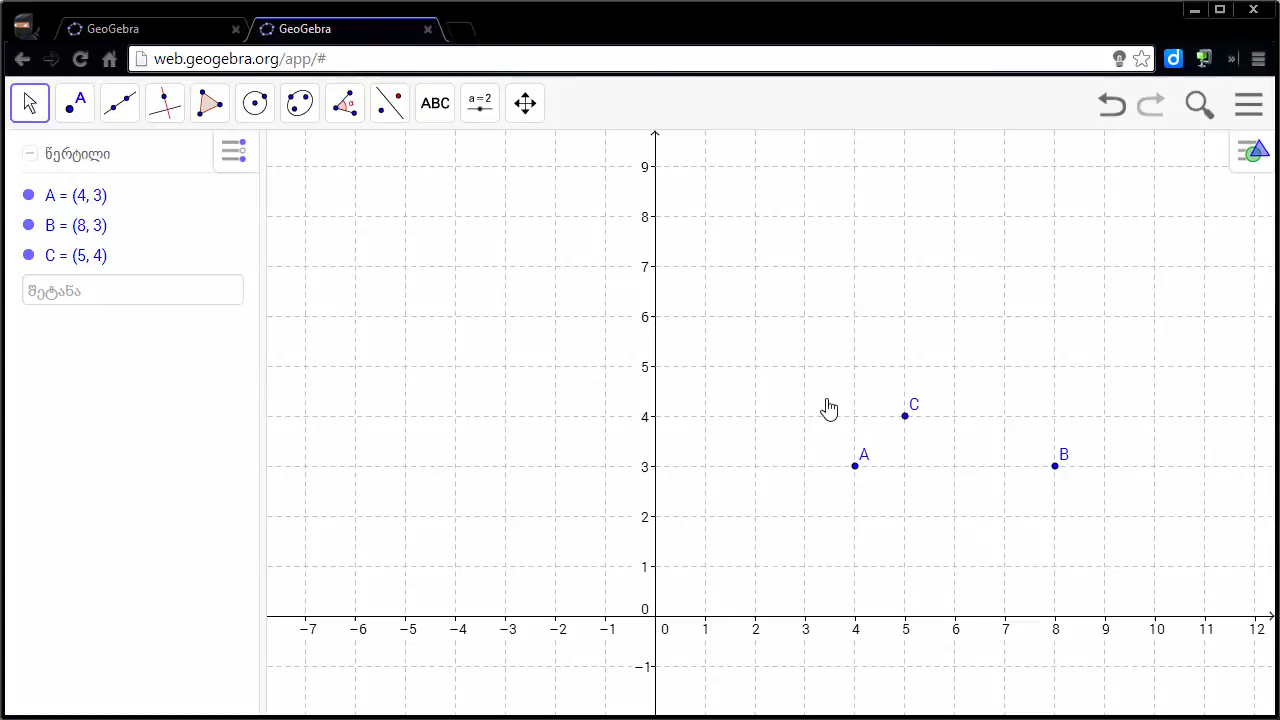 GeoGebra
GeoGebra
web.geogebra.org/app/#
A
α
ABC
a=2
წერტილი
A = (4, 3)
B = (8, 3)
C = (5, 4)
შეტანა
9
8
7
6
5
4
3
2
1
0
−1
C
A
B
−7 −6 −5 −4 −3 −2 −1 0 1 2 3 4 5 6 7 8 9 10 11 12